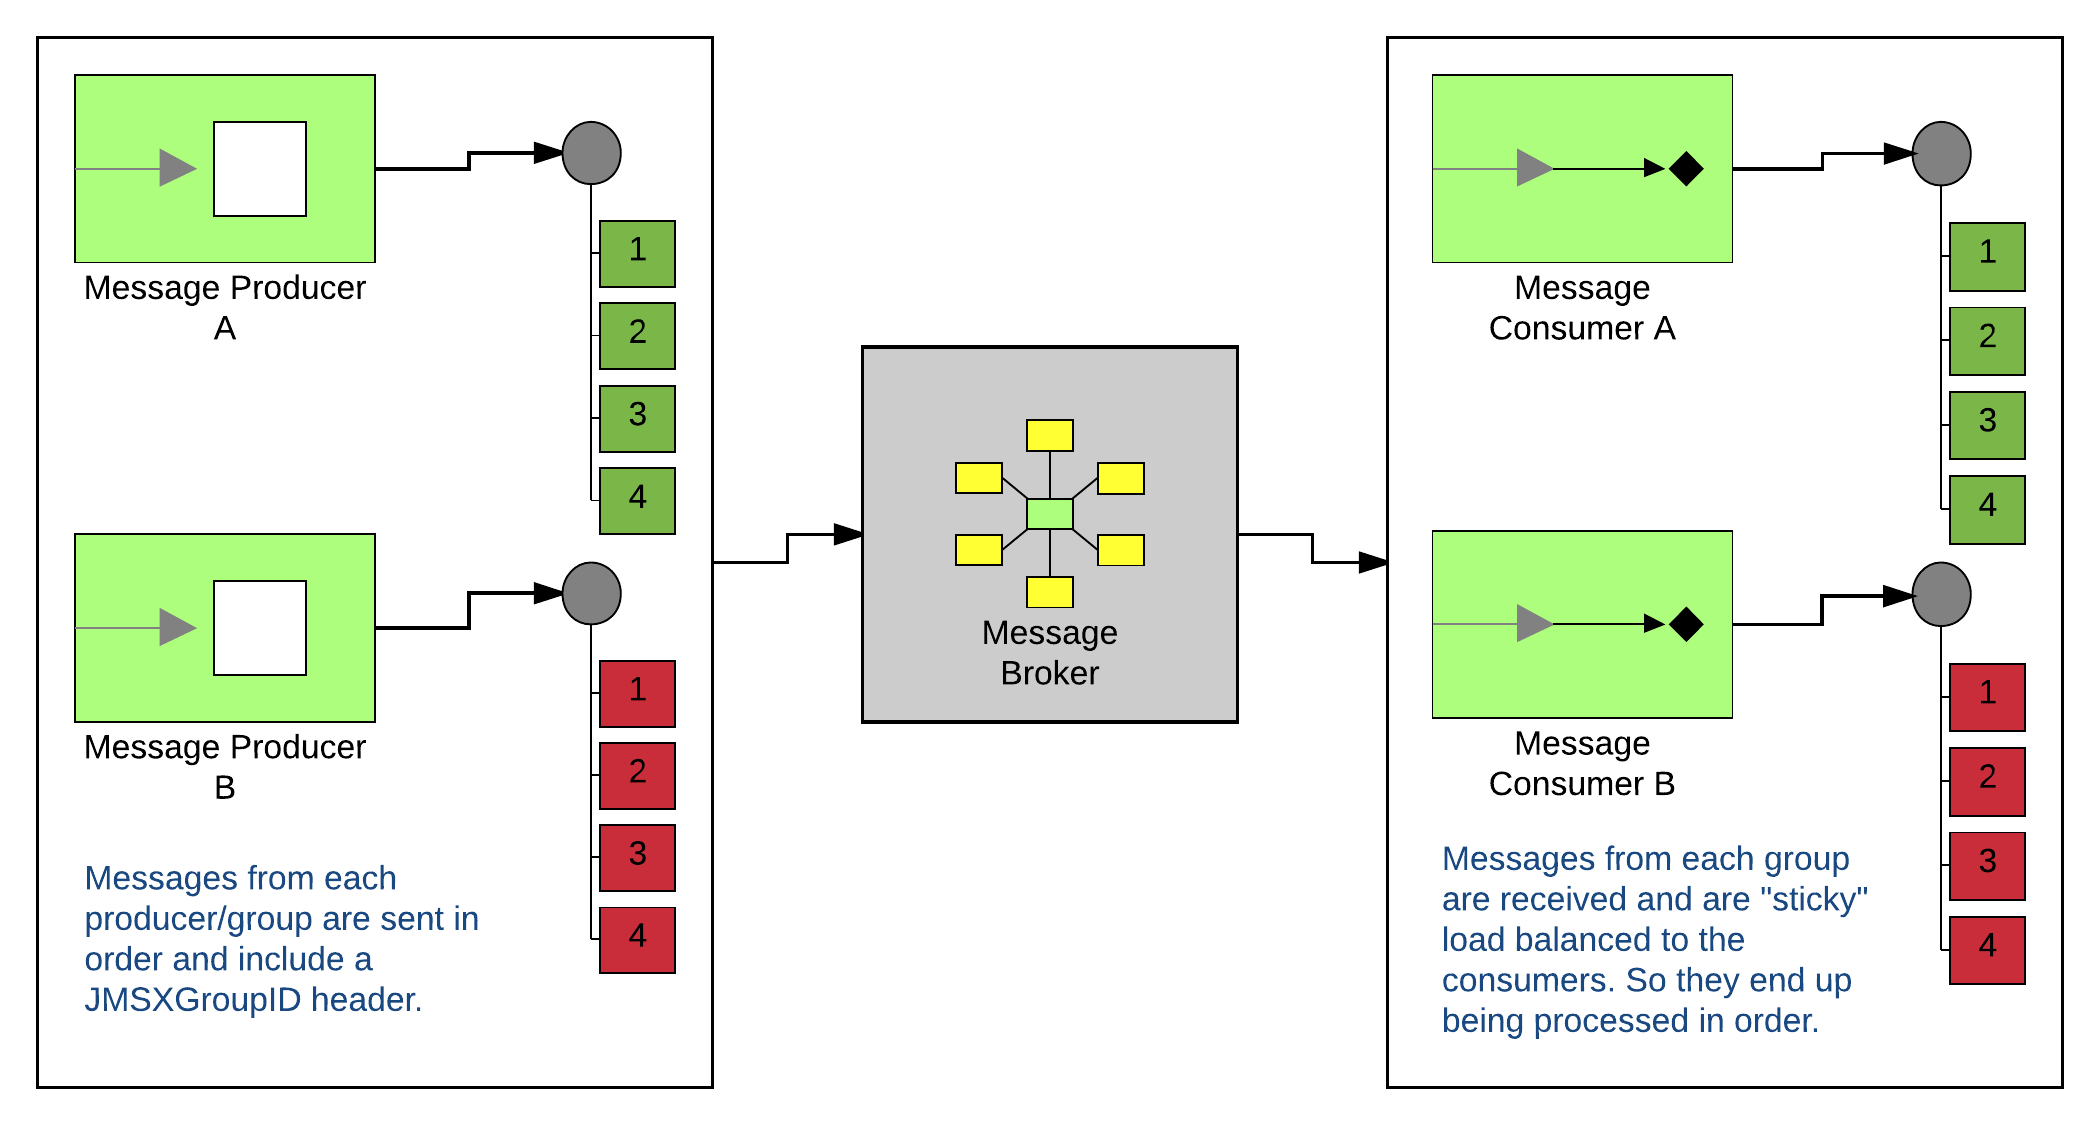 Message Producer
A
1
2
3
4
Message Producer
B
1
2
3
4
Messages from each
producer/group are sent in
order and include a
JMSXGroupID header.
Message
Broker
Message
Consumer A
1
2
3
4
Message
Consumer B
1
2
3
4
Messages from each group
are received and are "sticky"
load balanced to the
consumers. So they end up
being processed in order.